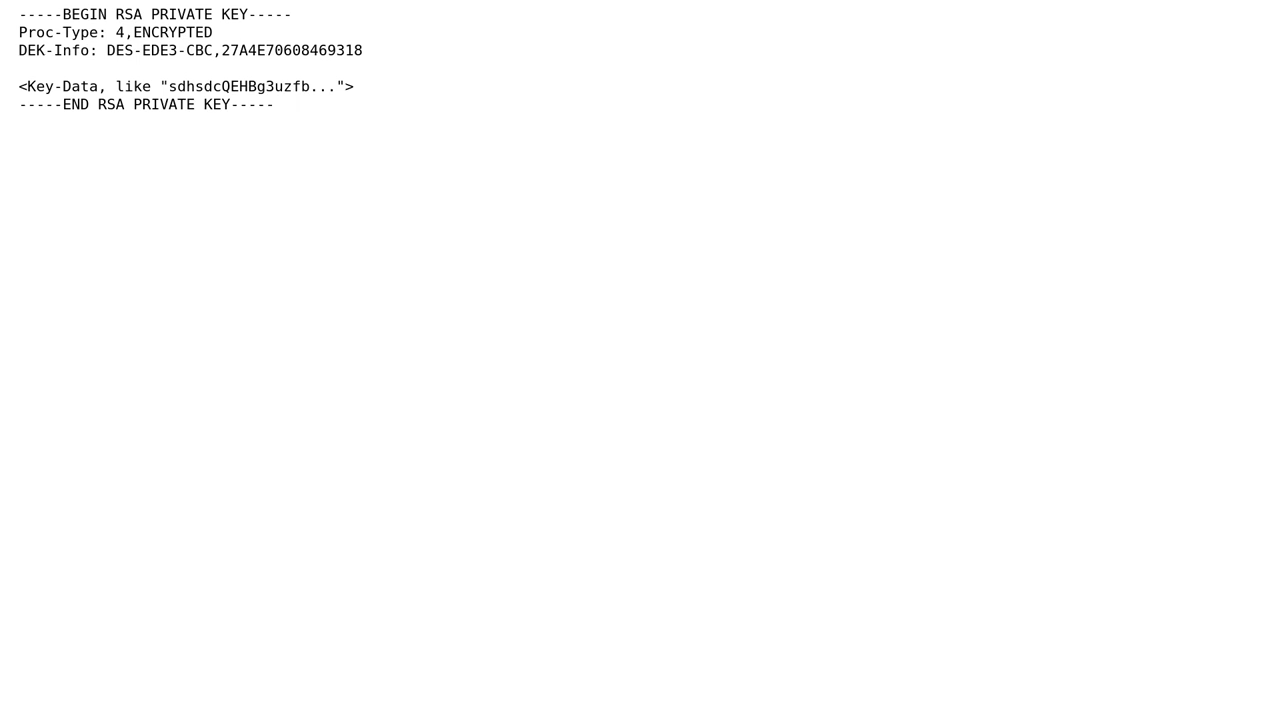 -----BEGIN RSA PRIVATE KEY-----
Proc-Type: 4,ENCRYPTED
DEK-Info: DES-EDE3-CBC,27A4E70608469318

<Key-Data, like "sdhsdcQEHBg3uzfb...">
-----END RSA PRIVATE KEY-----